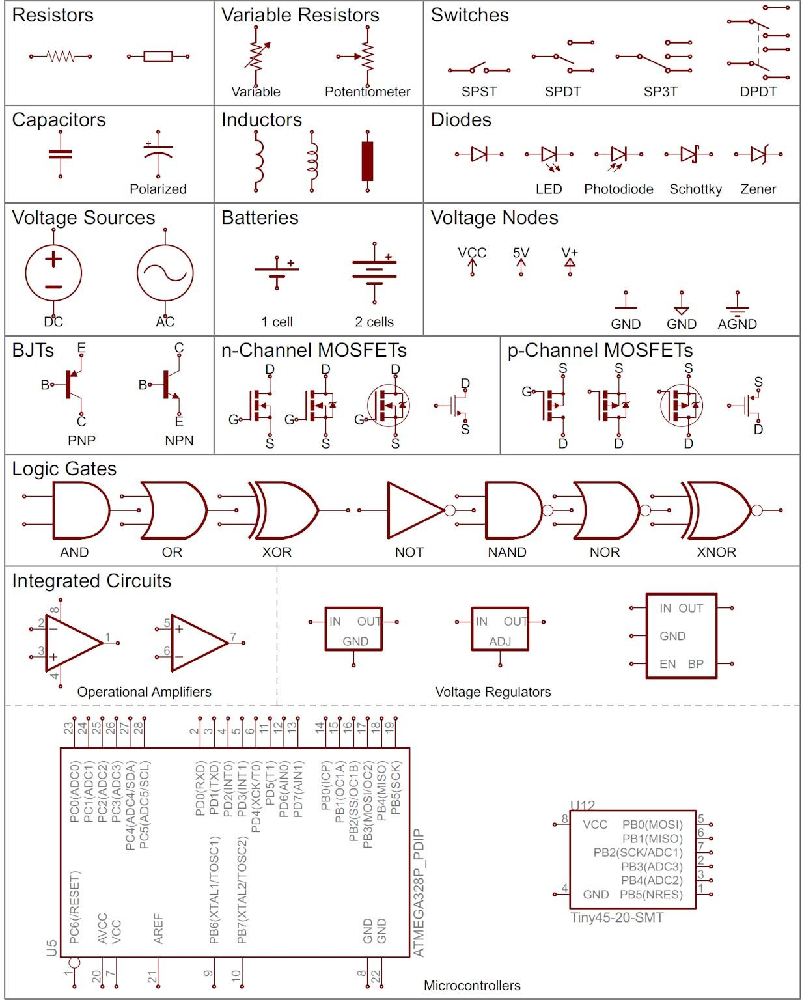 Resistors
Variable Resistors
Variable
Potentiometer
Switches
SPST
SPDT
SP3T
DPDT
Capacitors
+
Polarized
Inductors
Diodes
LED
Photodiode
Schottky
Zener
Voltage Sources
DC
AC
Batteries
+
1 cell
+
2 cells
Voltage Nodes
VCC
5V
V+
GND
GND
AGND
BJTs
E
B
C
PNP
C
B
E
NPN
n-Channel MOSFETs
D
G
S
D
G
S
D
G
S
D
S
p-Channel MOSFETs
S
G
D
S
D
S
D
S
D
Logic Gates
AND
OR
XOR
NOT
NAND
NOR
XNOR
Integrated Circuits
8
2
−
1
3
+
4
5
+
7
6
−
Operational Amplifiers
IN OUT
GND
IN OUT
ADJ
IN OUT
GND
EN BP
Voltage Regulators
23
24
25
26
27
28
2
3
4
5
6
11
12
13
14
15
16
17
18
19
PC0(ADC0)
PC1(ADC1)
PC2(ADC2)
PC3(ADC3)
PC4(ADC4/SDA)
PC5(ADC5/SCL)
PD0(RXD)
PD1(TXD)
PD2(INT0)
PD3(INT1)
PD4(XCK/T0)
PD5(T1)
PD6(AIN0)
PD7(AIN1)
PB0(ICP)
PB1(OC1A)
PB2(SS/OC1B)
PB3(MOSI/OC2)
PB4(MISO)
PB5(SCK)
PC6(/RESET)
AVCC
VCC
AREF
PB6(XTAL1/TOSC1)
PB7(XTAL2/TOSC2)
GND
GND
U5
ATMEGA328P_PDIP
1
20
7
21
9
10
8
22
U12
8
VCC
PB0(MOSI)
5
PB1(MISO)
6
PB2(SCK/ADC1)
7
PB3(ADC3)
2
PB4(ADC2)
3
4
GND
PB5(NRES)
1
Tiny45-20-SMT
Microcontrollers